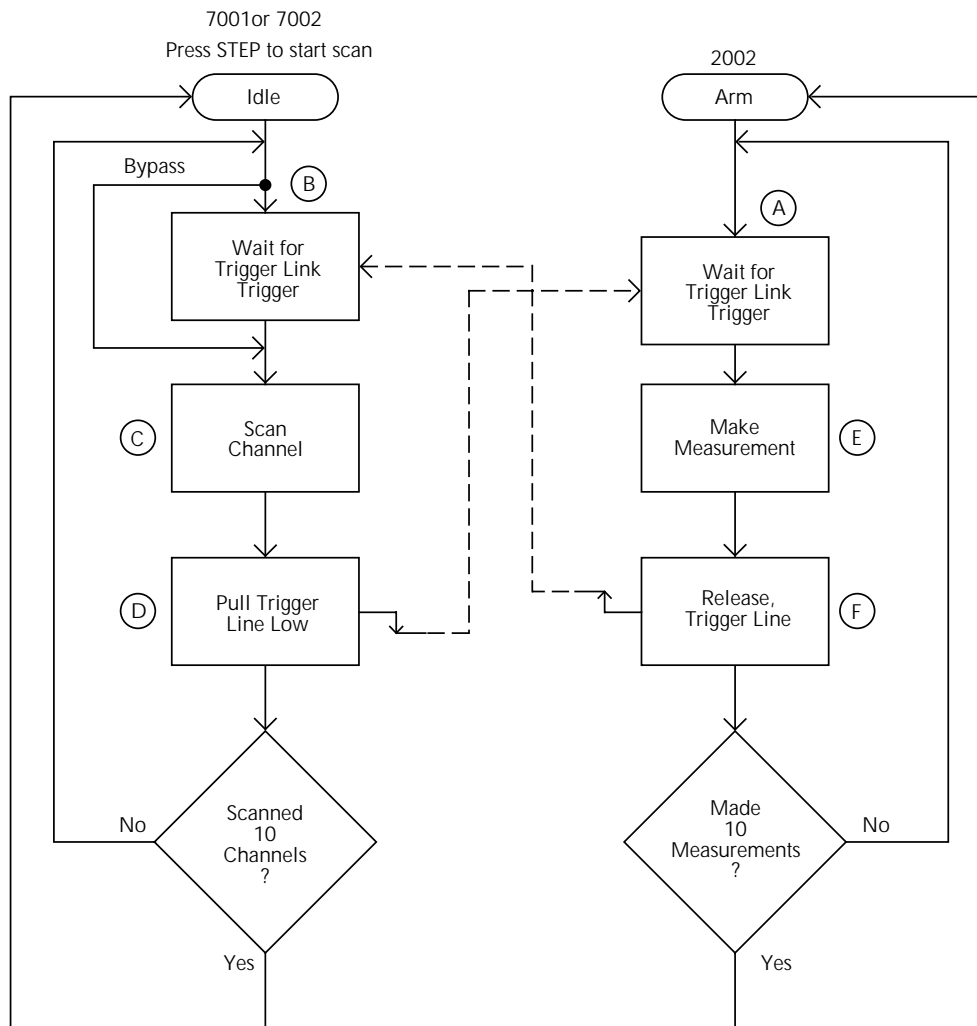 7001or 7002
Press STEP to start scan
Idle
Bypass
B
Wait for
Trigger Link
Trigger
C
Scan
Channel
D
Pull Trigger
Line Low
No
Scanned
10
Channels
?
Yes
2002
Arm
A
Wait for
Trigger Link
Trigger
Make
Measurement
E
Release,
Trigger Line
F
Made
10
Measurements
?
No
Yes